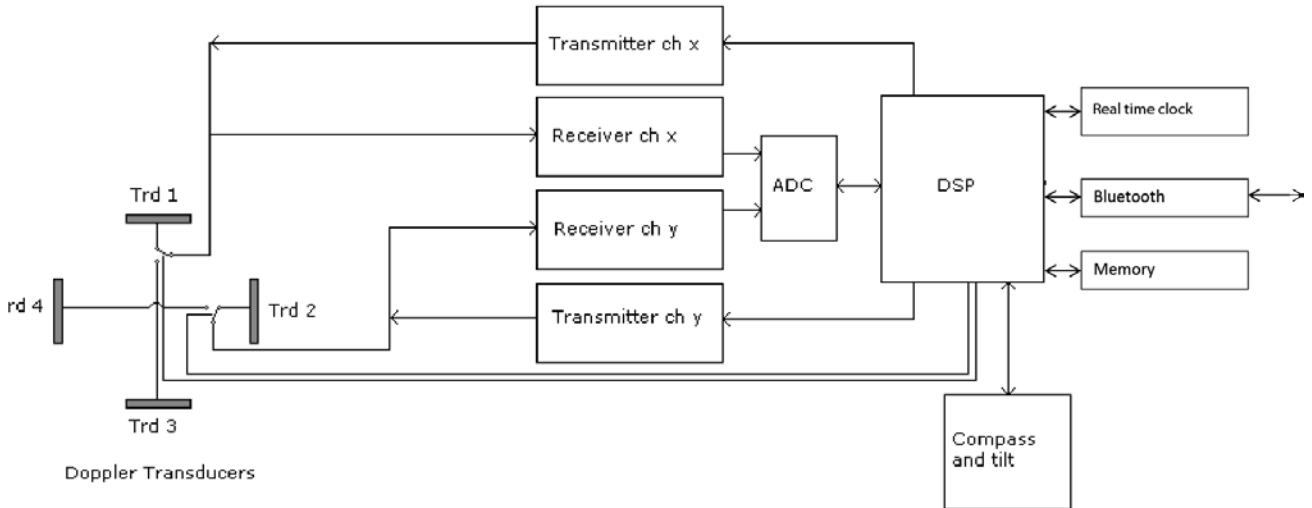 Transmitter ch x
Receiver ch x
Real time clock
ADC
DSP
Trd 1
Bluetooth
Receiver ch y
Memory
rd 4
Trd 2
Transmitter ch y
Trd 3
Compass
and tilt
Doppler Transducers